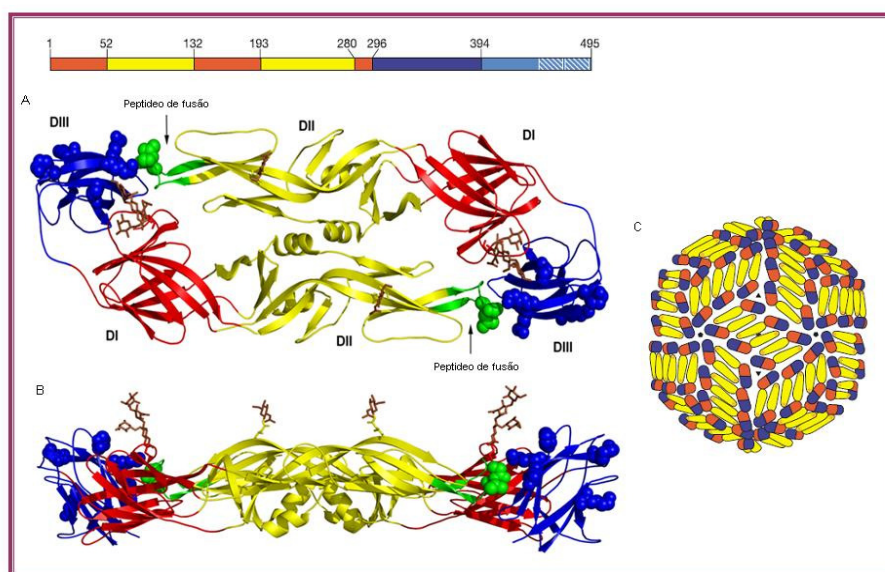 1 52 132 193 280 296 394 495
A
Peptideo de fusão
DIII DII DI
C
DI DII DIII
Peptideo de fusão
B